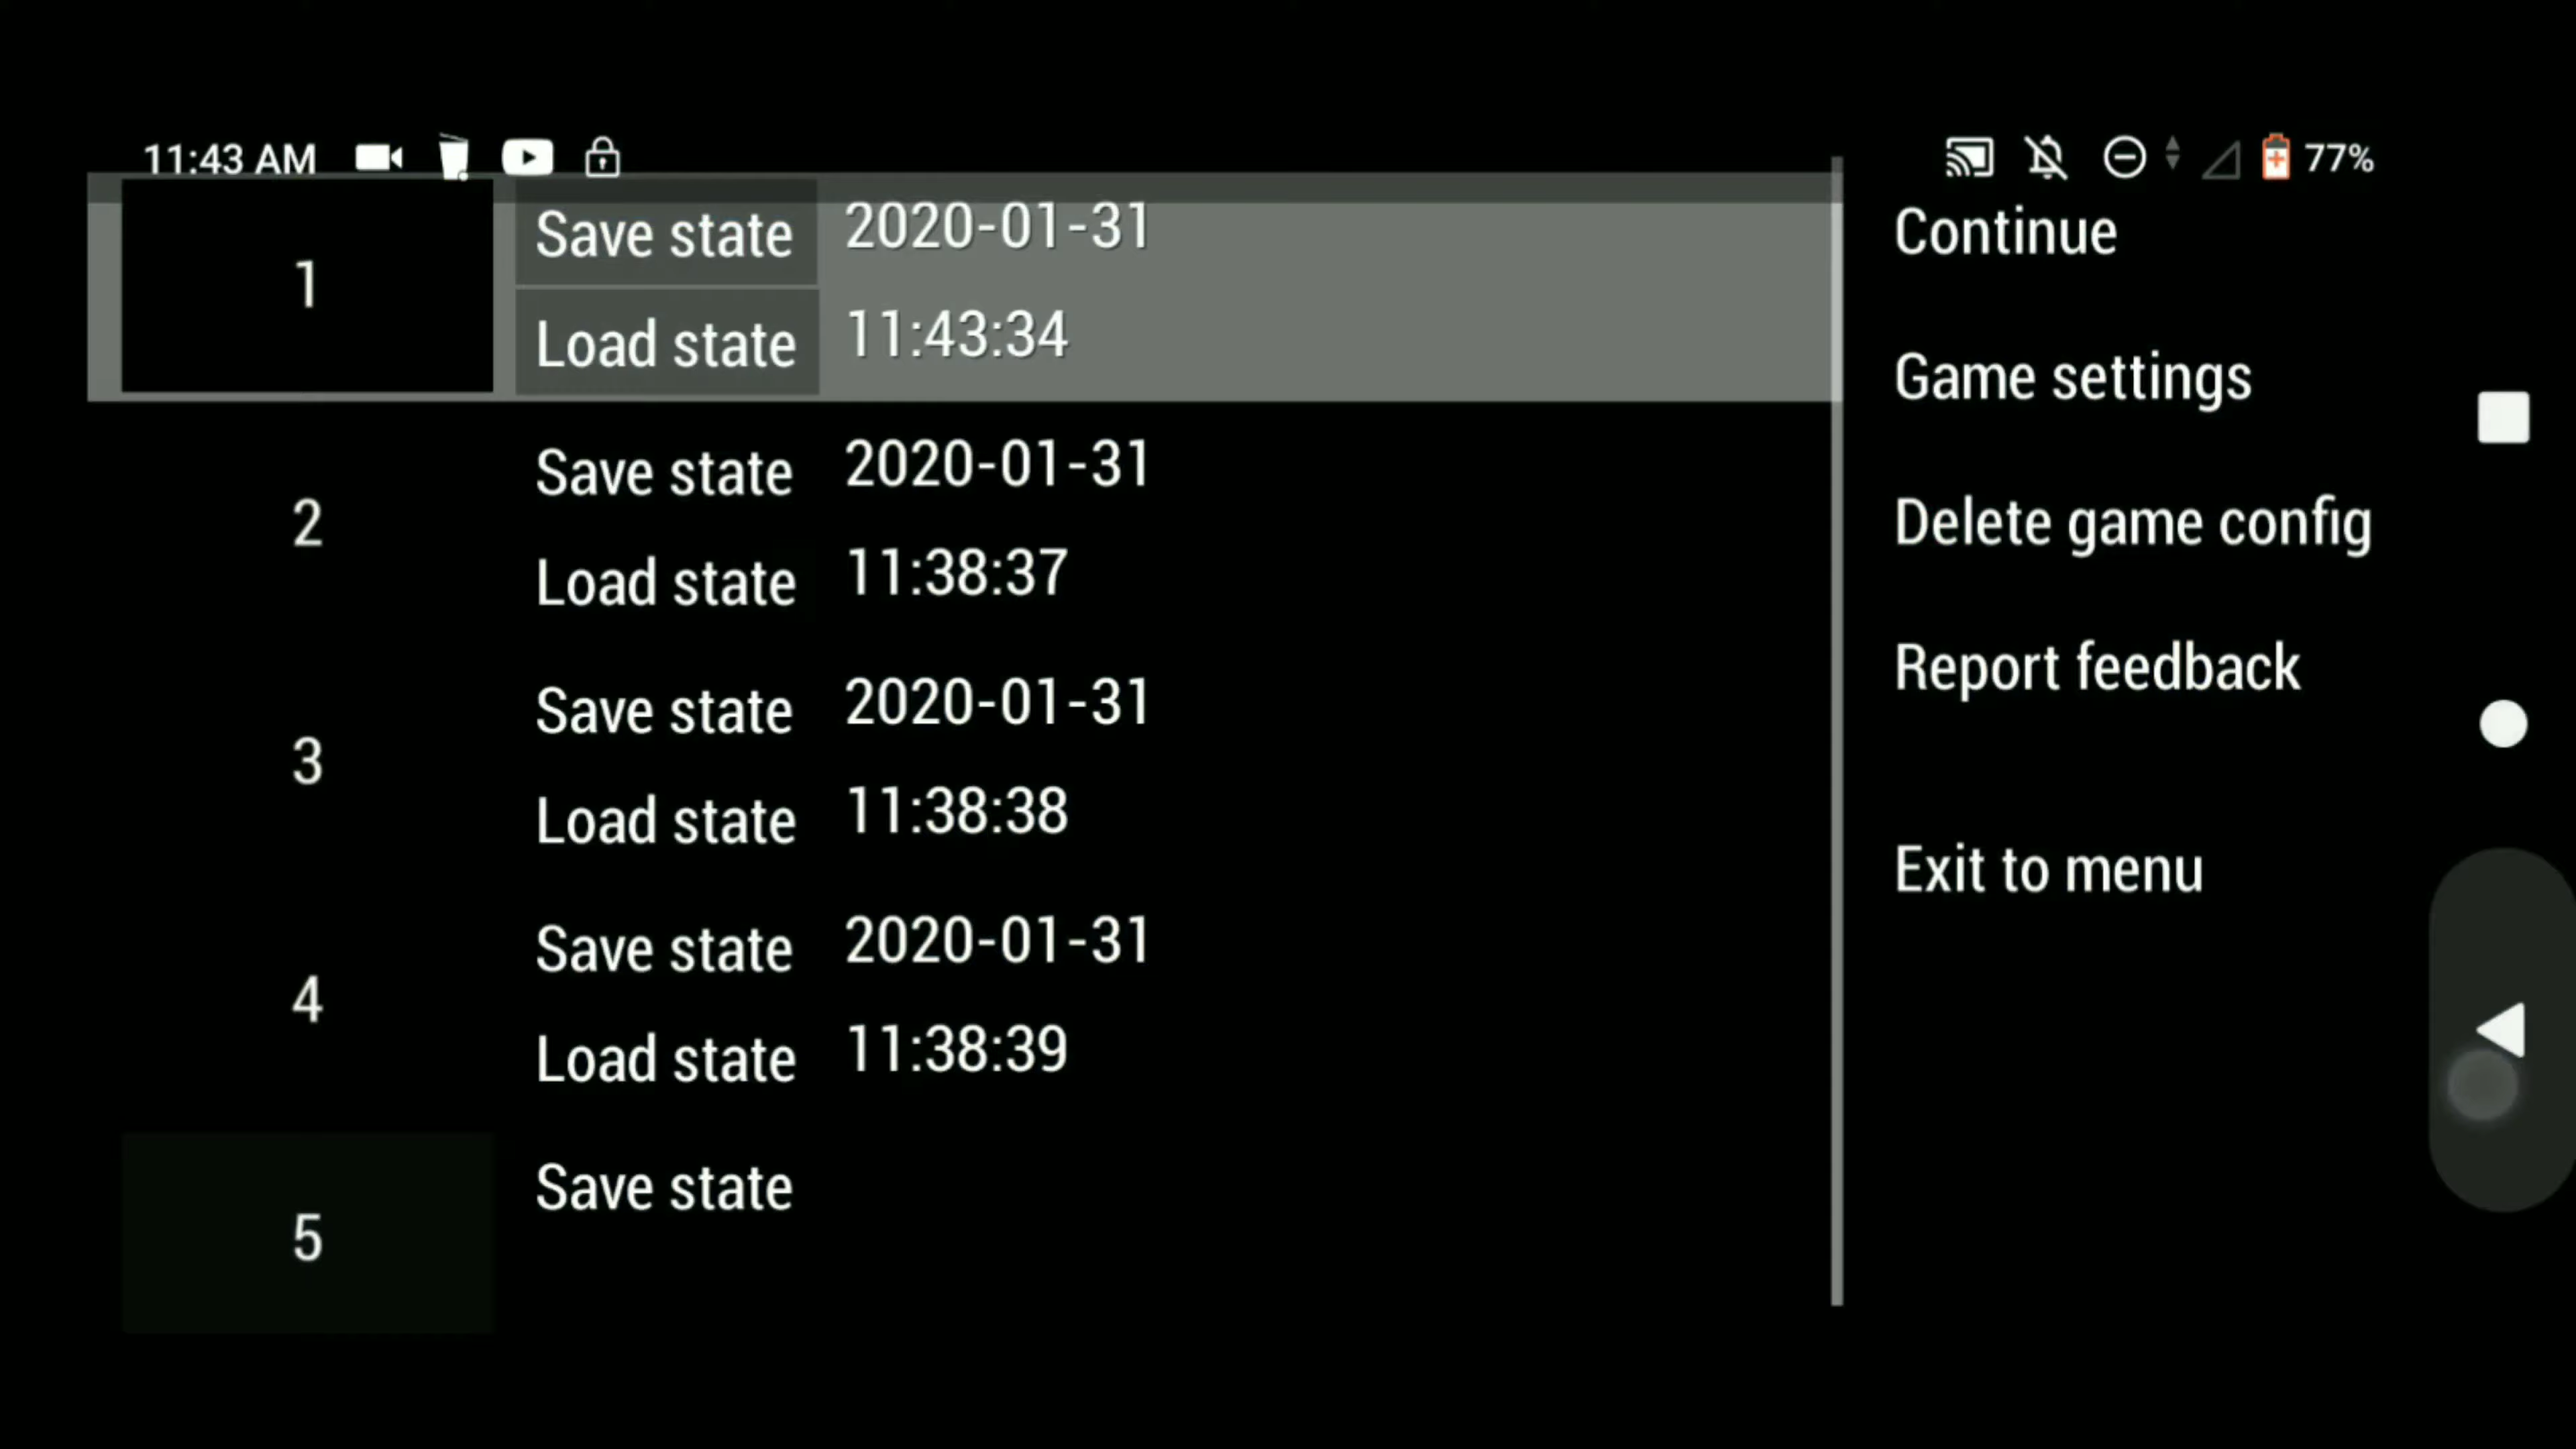 11:43 AM
77%
1
Save state
2020-01-31
Load state
11:43:34
2
Save state
2020-01-31
Load state
11:38:37
3
Save state
2020-01-31
Load state
11:38:38
4
Save state
2020-01-31
Load state
11:38:39
5
Save state
Continue
Game settings
Delete game config
Report feedback
Exit to menu